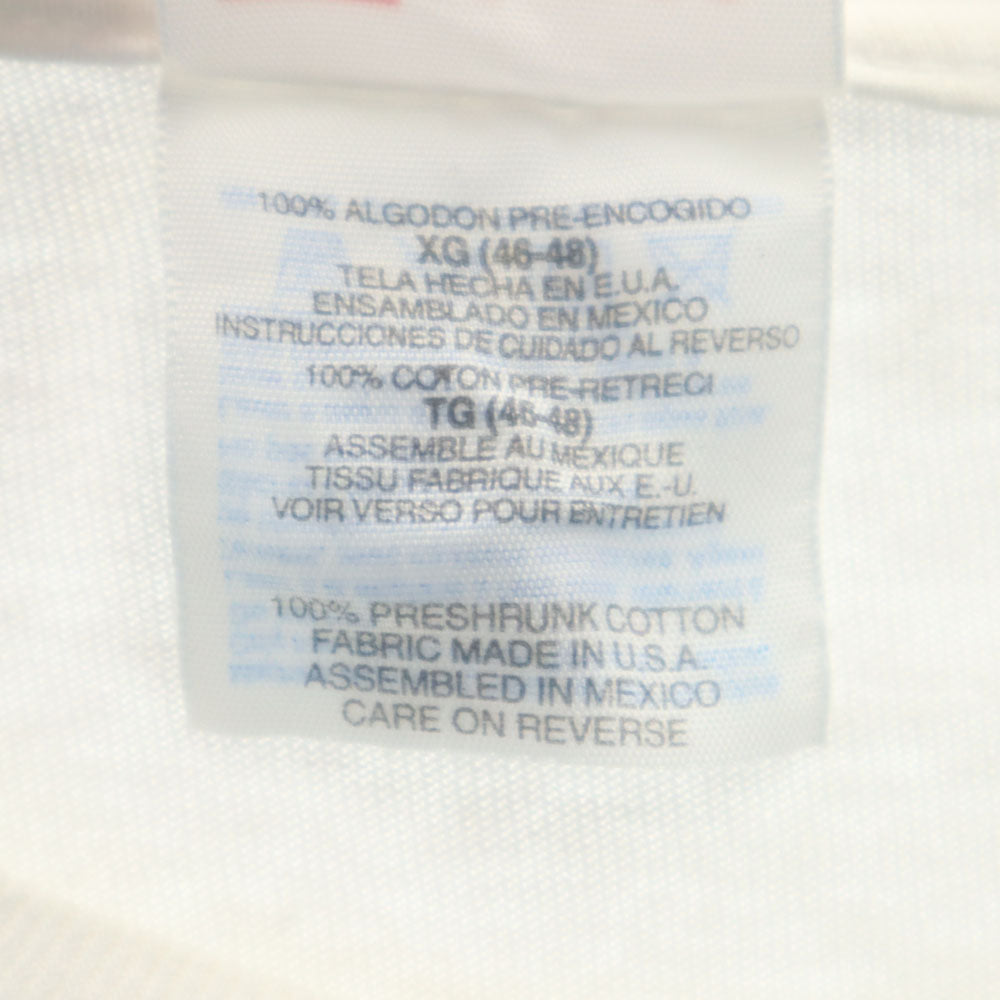 100% ALGODON PRE-ENCOGIDO
XG (46-48)
TELA HECHA EN E.U.A.
ENSAMBLADO EN MEXICO
INSTRUCCIONES DE CUIDADO AL REVERSO
100% COTON PRE-RETRECI
TG (46-48)
ASSEMBLE AU MEXIQUE
TISSU FABRIQUE AUX E.-U.
VOIR VERSO POUR ENTRETIEN
100% PRESHRUNK COTTON
FABRIC MADE IN U.S.A.
ASSEMBLED IN MEXICO
CARE ON REVERSE